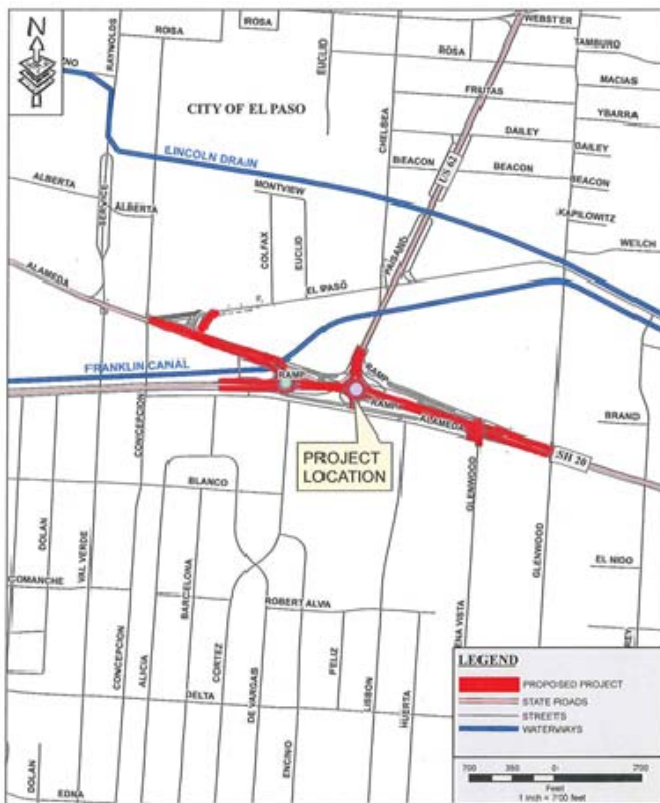 N
ROISA
ROSA
WEBSTER
ROSA
TAMBURO
RAYNOLDS
EUCLID
FRUTAS
MACIAS
CITY OF EL PASO
CHELSEA
YBARRA
DAILEY
DAILEY
LINCOLN DRAIN
BEACON
BEACON
BEACON
US 62
ALBERTA
ALBERTA
SERVICE
MONTVIEW
KAPILOWITZ
WELCH
COLFAX
EUCLID
PAISANO
ALAMEDA
EL PASO
FRANKLIN CANAL
RAMP
RAMP
RAMP
ALAMEDA
BRAND
CONCEPCION
PROJECT
LOCATION
SH 20
GLENWOOD
GLENWOOD
BLANCO
DOLAN
VAL VERDE
EL NIDO
COMANCHE
BARCELONA
ROBERT ALVA
CONCEPCION
ALICIA
CORTEZ
DE VARGAS
FELIZ
LISBON
HUERTA
ENA VISTA
REY
DELTA
ENCINO
DOLAN
EDNA
LEGEND
PROPOSED PROJECT
STATE ROADS
STREETS
WATERWAYS
700 350 0 700
Feet
1 inch = 700 feet